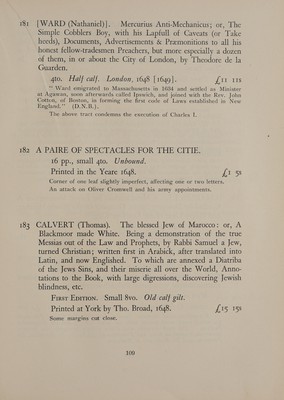 181 [WARD (Nathaniel)]. Mercurius Anti-Mechanicus; or, The
Simple Cobblers Boy, with his Lapfull of Caveats (or Take
heeds), Documents, Advertisements & Præmonitions to all his
honest fellow-tradesmen Preachers, but more especially a dozen
of them, in or about the City of London, by Theodore de la
Guarden.
4to. Half calf. London, 1648 [1649]. £11 11s
"Ward emigrated to Massachusetts in 1634 and settled as Minister
at Agawam, soon afterwards called Ipswich, and joined with the Rev. John
Cotton, of Boston, in forming the first code of Laws established in New
England." (D.N.B.).
The above tract condemns the execution of Charles I.
182 A PAIRE OF SPECTACLES FOR THE CITIE.
16 pp., small 4to. Unbound.
Printed in the Yeare 1648. £1 5s
Corner of one leaf slightly imperfect, affecting one or two letters.
An attack on Oliver Cromwell and his army appointments.
183 CALVERT (Thomas). The blessed Jew of Marocco: or, A
Blackmoor made White. Being a demonstration of the true
Messias out of the Law and Prophets, by Rabbi Samuel a Jew,
turned Christian; written first in Arabick, after translated into
Latin, and now Englished. To which are annexed a Diatriba
of the Jews Sins, and their miserie all over the World, Anno-
tations to the Book, with large digressions, discovering Jewish
blindness, etc.
FIRST EDITION. Small 8vo. Old calf gilt.
Printed at York by Tho. Broad, 1648. £15 15s
Some margins cut close.
100